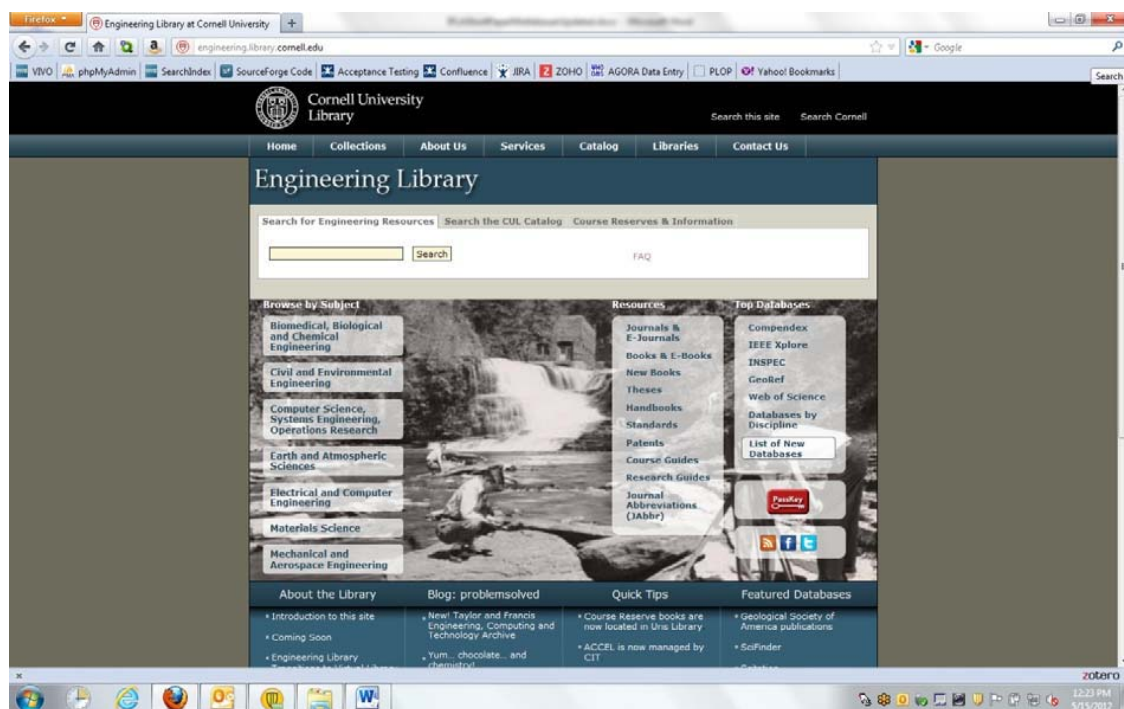 Firefox
Engineering Library at Cornell University
engineering.library.cornell.edu
Google
VIVO phpMyAdmin SearchIndex SourceForge Code Acceptance Testing Confluence JIRA ZOHO AGORA Data Entry PLOP Yahoo! Bookmarks
Search
Cornell University
Library
Search this site Search Cornell
Home Collections About Us Services Catalog Libraries Contact Us
Engineering Library
Search for Engineering Resources Search the CUL Catalog Course Reserves & Information
Search
FAQ
Browse by Subject
Biomedical, Biological
and Chemical
Engineering
Civil and Environmental
Engineering
Computer Science,
Systems Engineering,
Operations Research
Earth and Atmospheric
Sciences
Electrical and Computer
Engineering
Materials Science
Mechanical and
Aerospace Engineering
Resources
Journals &
E-Journals
Books & E-Books
New Books
Theses
Handbooks
Standards
Patents
Course Guides
Research Guides
Journal
Abbreviations
(JAbbr)
Top Databases
Compendex
IEEE Xplore
INSPEC
GeoRef
Web of Science
Databases by
Discipline
List of New
Databases
PassKey
About the Library
Introduction to this site
Coming Soon
Engineering Library
Transitions to Virtual Library
Blog: problemsolved
New! Taylor and Francis
Engineering, Computing and
Technology Archive
Yum... chocolate... and
chemistry!
Quick Tips
Course Reserve books are
now located in Uris Library
ACCEL is now managed by
CIT
Featured Databases
Geological Society of
America publications
SciFinder
zotero
12:23 PM
5/15/2012